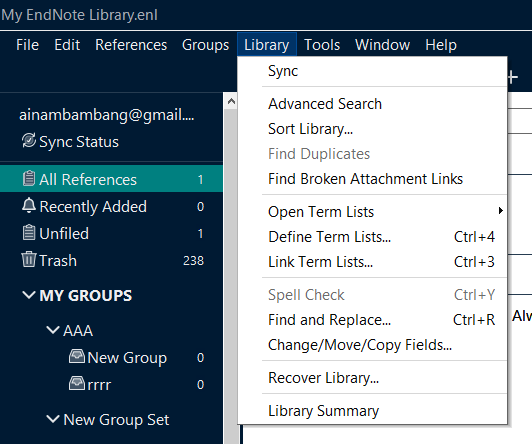 My EndNote Library.enl
File Edit References Groups Library Tools Window Help
ainambambang@gmail....
Sync Status
All References 1
Recently Added 0
Unfiled 1
Trash 238
MY GROUPS
AAA
New Group 0
rrrr 0
New Group Set
Sync
Advanced Search
Sort Library...
Find Duplicates
Find Broken Attachment Links
Open Term Lists
Define Term Lists... Ctrl+4
Link Term Lists... Ctrl+3
Spell Check Ctrl+Y
Find and Replace... Ctrl+R
Change/Move/Copy Fields...
Recover Library...
Library Summary